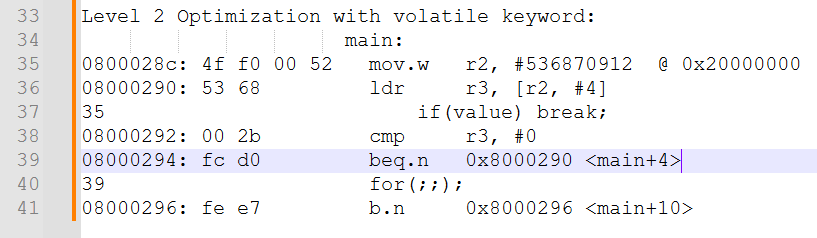 33 Level 2 Optimization with volatile keyword:
34 main:
35 0800028c: 4f f0 00 52 mov.w r2, #536870912 @ 0x20000000
36 08000290: 53 68 ldr r3, [r2, #4]
37 35 if(value) break;
38 08000292: 00 2b cmp r3, #0
39 08000294: fc d0 beq.n 0x8000290 <main+4>
40 39 for(;;);
41 08000296: fe e7 b.n 0x8000296 <main+10>